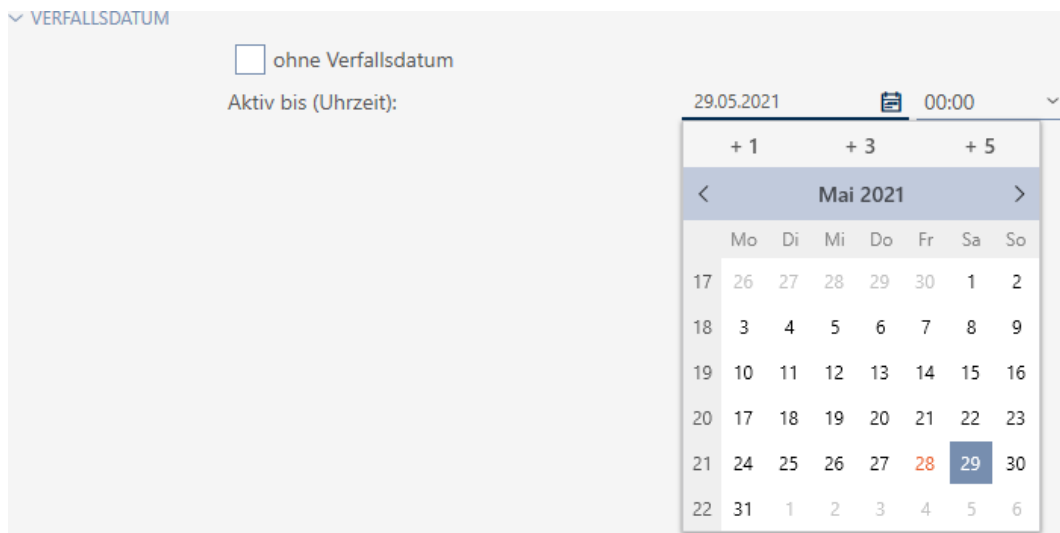 VERFALLSDATUM
ohne Verfallsdatum
Aktiv bis (Uhrzeit): 29.05.2021 00:00
+ 1 + 3 + 5
Mai 2021
Mo Di Mi Do Fr Sa So
17 26 27 28 29 30 1 2
18 3 4 5 6 7 8 9
19 10 11 12 13 14 15 16
20 17 18 19 20 21 22 23
21 24 25 26 27 28 29 30
22 31 1 2 3 4 5 6